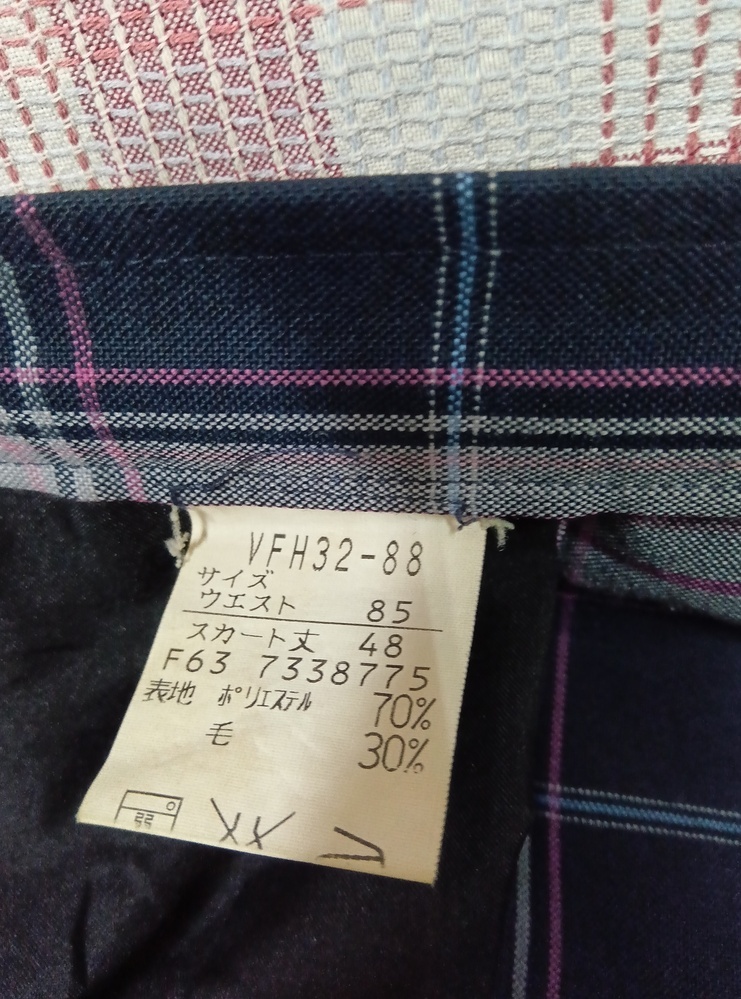 VFH32-88
サイズ
ウエスト 85
スカート丈 48
F63 7338775
表地 ポリエステル 70%
毛 30%